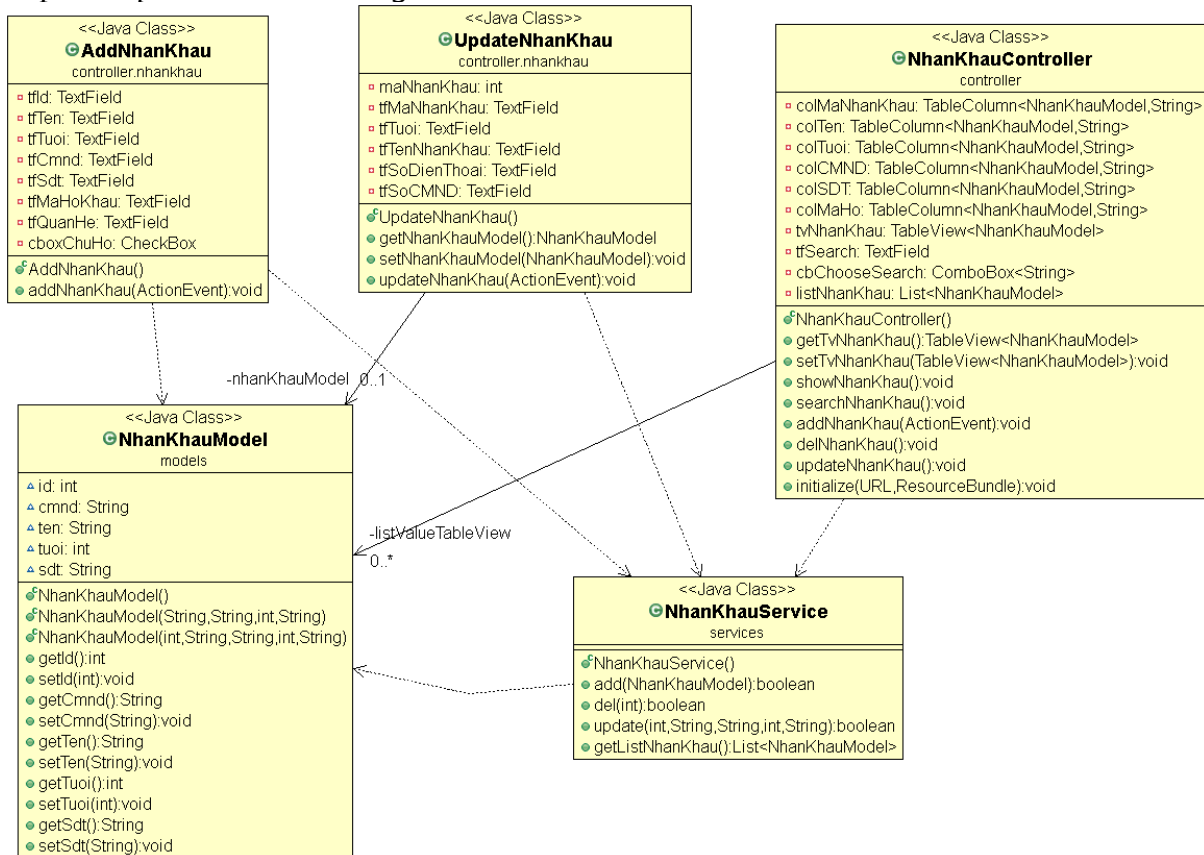 <<Java Class>>
AddNhanKhau
controller.nhankhau
tfId: TextField
tfTen: TextField
tfTuoi: TextField
tfCmnd: TextField
tfSdt: TextField
tfMaHoKhau: TextField
tfQuanHe: TextField
cboxChuHo: CheckBox
AddNhanKhau()
addNhanKhau(ActionEvent):void
<<Java Class>>
UpdateNhanKhau
controller.nhankhau
maNhanKhau: int
tfMaNhanKhau: TextField
tfTuoi: TextField
tfTenNhanKhau: TextField
tfSoDienThoai: TextField
tfSoCMND: TextField
UpdateNhanKhau()
getNhanKhauModel():NhanKhauModel
setNhanKhauModel(NhanKhauModel):void
updateNhanKhau(ActionEvent):void
<<Java Class>>
NhanKhauController
controller
colMaNhanKhau: TableColumn<NhanKhauModel,String>
colTen: TableColumn<NhanKhauModel,String>
colTuoi: TableColumn<NhanKhauModel,String>
colCMND: TableColumn<NhanKhauModel,String>
colSDT: TableColumn<NhanKhauModel,String>
colMaHo: TableColumn<NhanKhauModel,String>
tvNhanKhau: TableView<NhanKhauModel>
tfSearch: TextField
cbChooseSearch: ComboBox<String>
listNhanKhau: List<NhanKhauModel>
NhanKhauController()
getTvNhanKhau():TableView<NhanKhauModel>
setTvNhanKhau(TableView<NhanKhauModel>):void
showNhanKhau():void
searchNhanKhau():void
addNhanKhau(ActionEvent):void
delNhanKhau():void
updateNhanKhau():void
initialize(URL,ResourceBundle):void
-nhanKhauModel 0..1
<<Java Class>>
NhanKhauModel
models
id: int
cmnd: String
ten: String
tuoi: int
sdt: String
NhanKhauModel()
NhanKhauModel(String,String,int,String)
NhanKhauModel(int,String,String,int,String)
getId():int
setId(int):void
getCmnd():String
setCmnd(String):void
getTen():String
setTen(String):void
getTuoi():int
setTuoi(int):void
getSdt():String
setSdt(String):void
-listValueTableView
0..*
<<Java Class>>
NhanKhauService
services
NhanKhauService()
add(NhanKhauModel):boolean
del(int):boolean
update(int,String,String,int,String):boolean
getListNhanKhau():List<NhanKhauModel>